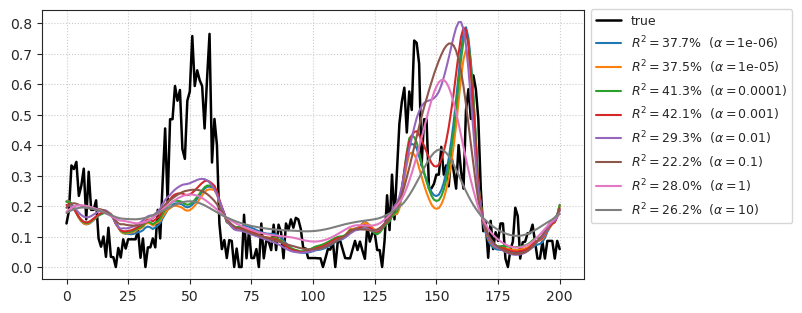 0.8
0.7
0.6
0.5
0.4
0.3
0.2
0.1
0.0
0 25 50 75 100 125 150 175 200
true
R² = 37.7% (α = 1e-06)
R² = 37.5% (α = 1e-05)
R² = 41.3% (α = 0.0001)
R² = 42.1% (α = 0.001)
R² = 29.3% (α = 0.01)
R² = 22.2% (α = 0.1)
R² = 28.0% (α = 1)
R² = 26.2% (α = 10)